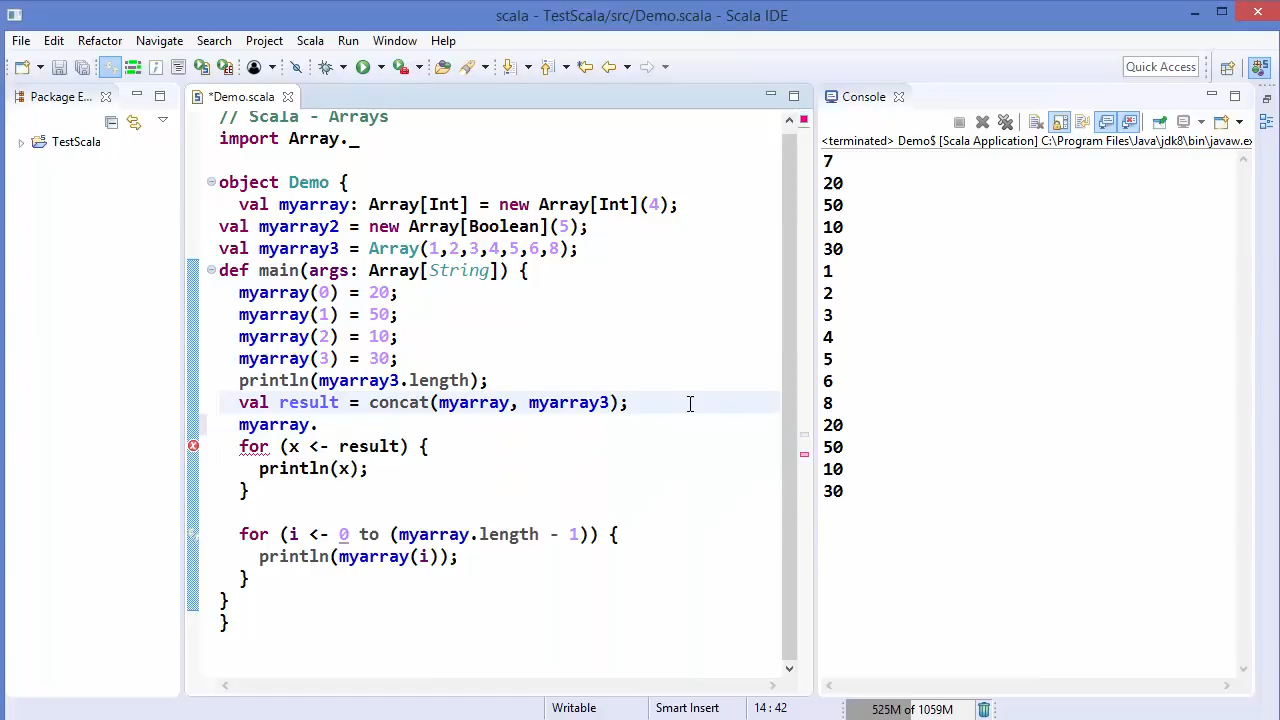 scala - TestScala/src/Demo.scala - Scala IDE
File Edit Refactor Navigate Search Project Scala Run Window Help
Quick Access
Package E...
*Demo.scala
Console
TestScala
<terminated> Demo$ [Scala Application] C:\Program Files\Java\jdk8\bin\javaw.ex
// Scala - Arrays
import Array._
object Demo {
val myarray: Array[Int] = new Array[Int](4);
val myarray2 = new Array[Boolean](5);
val myarray3 = Array(1,2,3,4,5,6,8);
def main(args: Array[String]) {
myarray(0) = 20;
myarray(1) = 50;
myarray(2) = 10;
myarray(3) = 30;
println(myarray3.length);
val result = concat(myarray, myarray3);
myarray.
for (x <- result) {
println(x);
}
for (i <- 0 to (myarray.length - 1)) {
println(myarray(i));
}
}
}
7
20
50
10
30
1
2
3
4
5
6
8
20
50
10
30
Writable
Smart Insert
14 : 42
525M of 1059M